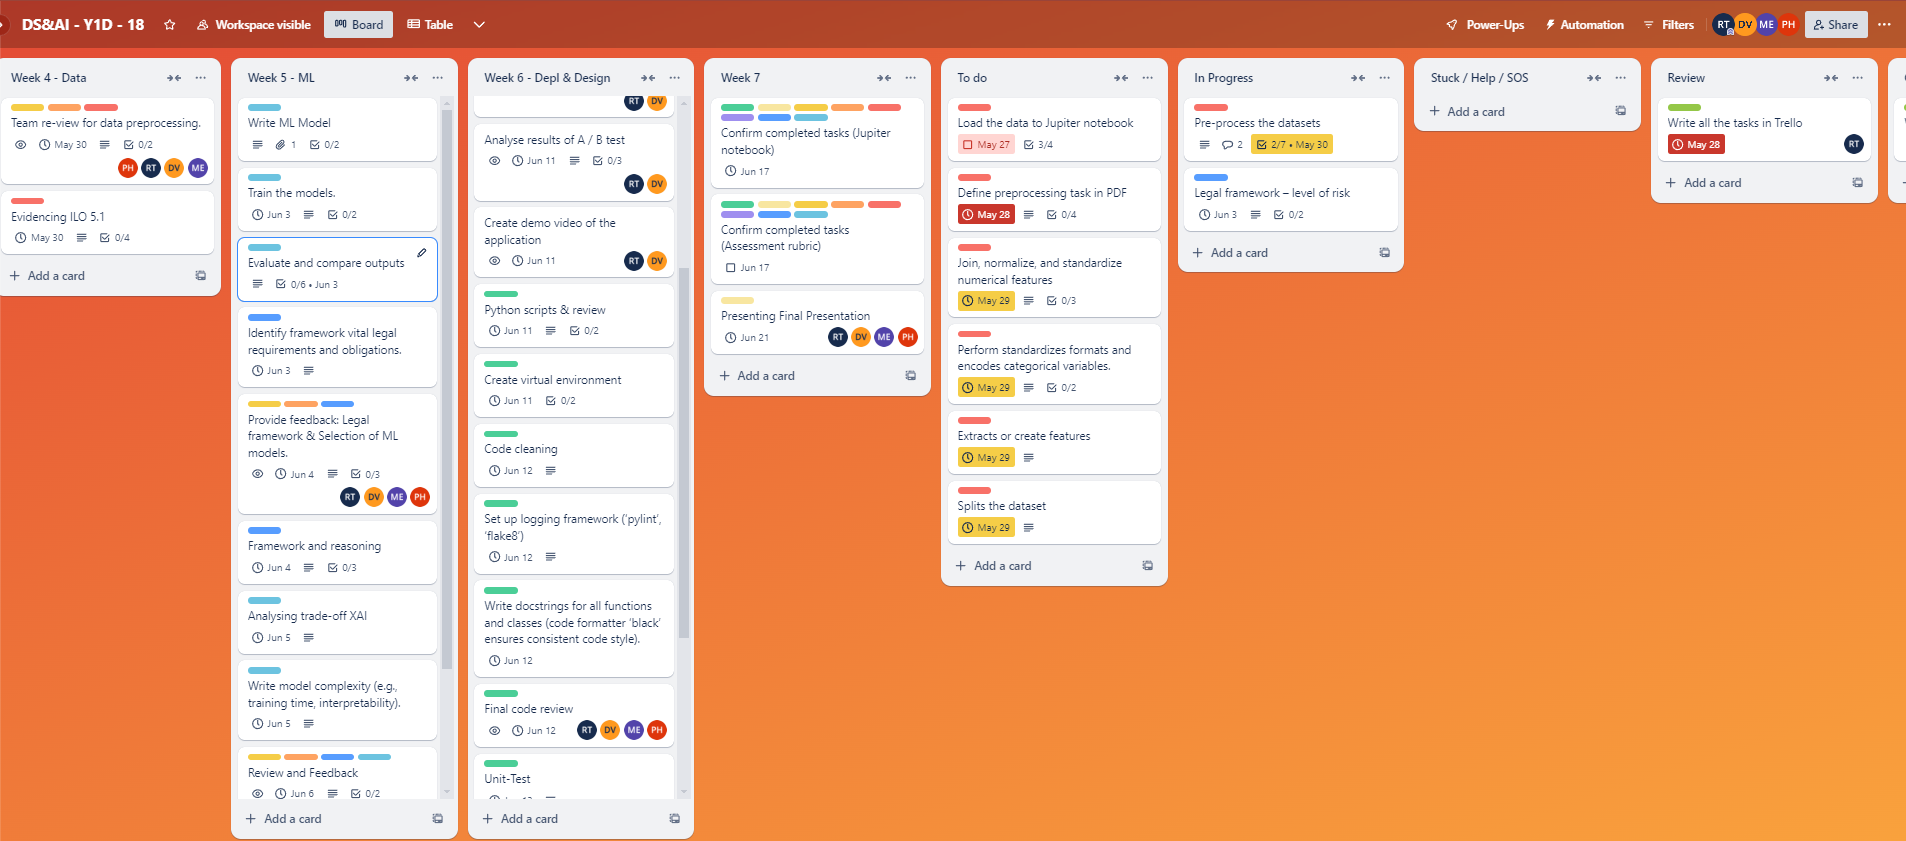 DS&AI - Y1D - 18
Workspace visible
Board
Table
Power-Ups
Automation
Filters
RT DV ME PH
Share
Week 4 - Data
Team re-view for data preprocessing.
May 30 0/2
PH RT DV ME
Evidencing ILO 5.1
May 30 0/4
+ Add a card
Week 5 - ML
Write ML Model
1 0/2
Train the models.
Jun 3 0/2
Evaluate and compare outputs
0/6 • Jun 3
Identify framework vital legal
requirements and obligations.
Jun 3
Provide feedback: Legal
framework & Selection of ML
models.
Jun 4 0/3
RT DV ME PH
Framework and reasoning
Jun 4 0/3
Analysing trade-off XAI
Jun 5
Write model complexity (e.g.,
training time, interpretability).
Jun 5
Review and Feedback
Jun 6 0/2
+ Add a card
Week 6 - Depl & Design
RT DV
Analyse results of A / B test
Jun 11 0/3
RT DV
Create demo video of the
application
Jun 11
RT DV
Python scripts & review
Jun 11 0/2
Create virtual environment
Jun 11 0/2
Code cleaning
Jun 12
Set up logging framework ('pylint',
'flake8')
Jun 12
Write docstrings for all functions
and classes (code formatter 'black'
ensures consistent code style).
Jun 12
Final code review
Jun 12
RT DV ME PH
Unit-Test
+ Add a card
Week 7
Confirm completed tasks (Jupiter
notebook)
Jun 17
Confirm completed tasks
(Assessment rubric)
Jun 17
Presenting Final Presentation
Jun 21
RT DV ME PH
+ Add a card
To do
Load the data to Jupiter notebook
May 27 3/4
Define preprocessing task in PDF
May 28 0/4
Join, normalize, and standardize
numerical features
May 29 0/3
Perform standardizes formats and
encodes categorical variables.
May 29 0/2
Extracts or create features
May 29
Splits the dataset
May 29
+ Add a card
In Progress
Pre-process the datasets
2 2/7 • May 30
Legal framework – level of risk
Jun 3 0/2
+ Add a card
Stuck / Help / SOS
+ Add a card
Review
Write all the tasks in Trello
May 28
RT
+ Add a card